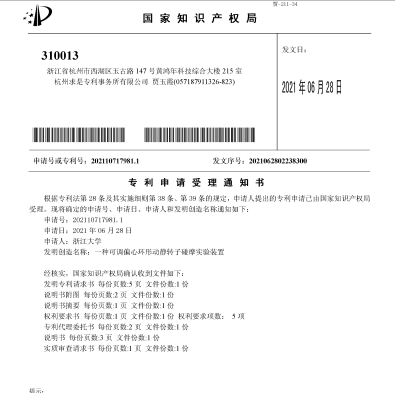 国家知识产权局
310013
发文日:
浙江省杭州市西湖区玉古路 147 号黄鸿年科技综合大楼 215 室
杭州求是专利事务所有限公司 贾玉霞(057187911326-823)
2021 年 06 月 28 日
申请号或专利号: 202110717981.1
发文序号: 2021062802238300
专利申请受理通知书
根据专利法第 28 条及其实施细则第 38 条、第 39 条的规定, 申请人提出的专利申请已由国家知识产权局
受理。现将确定的申请号、申请日、申请人和发明创造名称通知如下:
申请号: 202110717981.1
申请日: 2021 年 06 月 28 日
申请人: 浙江大学
发明创造名称: 一种可调偏心环形动静转子碰摩实验装置
经核实, 国家知识产权局确认收到文件如下:
发明专利请求书 每份页数:5 页 文件份数:1 份
说明书附图 每份页数:2 页 文件份数:1 份
说明书摘要 每份页数:1 页 文件份数:1 份
权利要求书 每份页数:1 页 文件份数:1 份 权利要求项数: 5 项
专利代理委托书 每份页数:2 页 文件份数:1 份
说明书 每份页数:3 页 文件份数:1 份
实质审查请求书 每份页数:1 页 文件份数:1 份
提示: